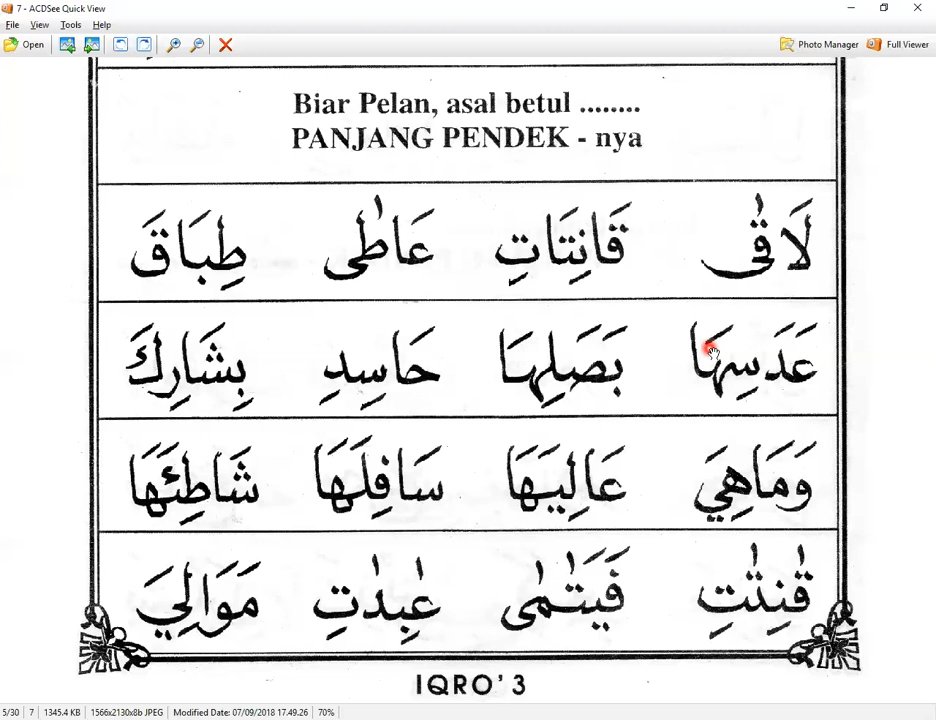 7 - ACDSee Quick View
File View Tools Help
Open Photo Manager Full Viewer
Biar Pelan, asal betul ........
PANJANG PENDEK - nya
لَاقٰى قَانِتَاتِ عَاطٰى طِبَاقَ
عَدَسِهَا بَصَلِهَا حَاسِدِ بِشَارِكَ
وَمَاهِيَ عَالِيَهَا سَافِلَهَا شَاطِئَهَا
قٰنِتٰتِ فَيَتٰمٰى عٰبِدٰتِ مَوَالِيَ
IQRO'3
5/30 7 1345.4 KB 1566x2130x8b JPEG Modified Date: 07/09/2018 17.49.26 70%